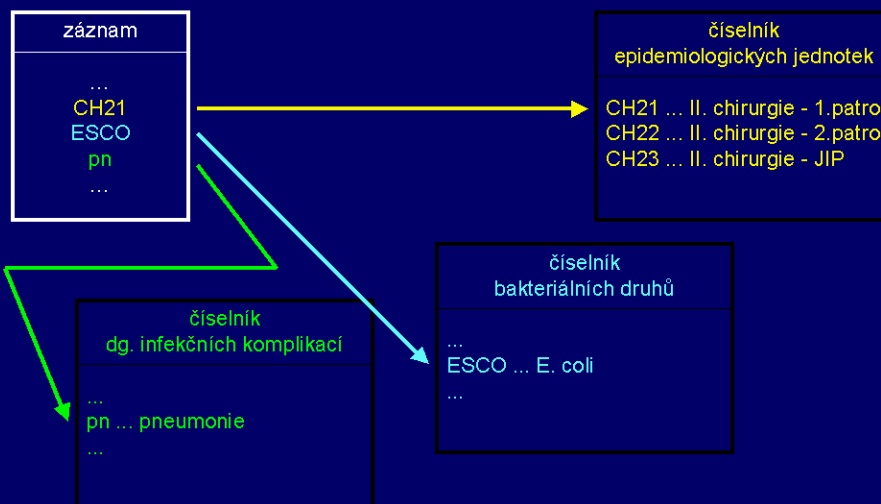 záznam
...
CH21
ESCO
pn
...
číselník
epidemiologických jednotek
CH21 ... II. chirurgie - 1.patro
CH22 ... II. chirurgie - 2.patro
CH23 ... II. chirurgie - JIP
číselník
bakteriálních druhů
...
ESCO ... E. coli
...
číselník
dg. infekčních komplikací
...
pn ... pneumonie
...